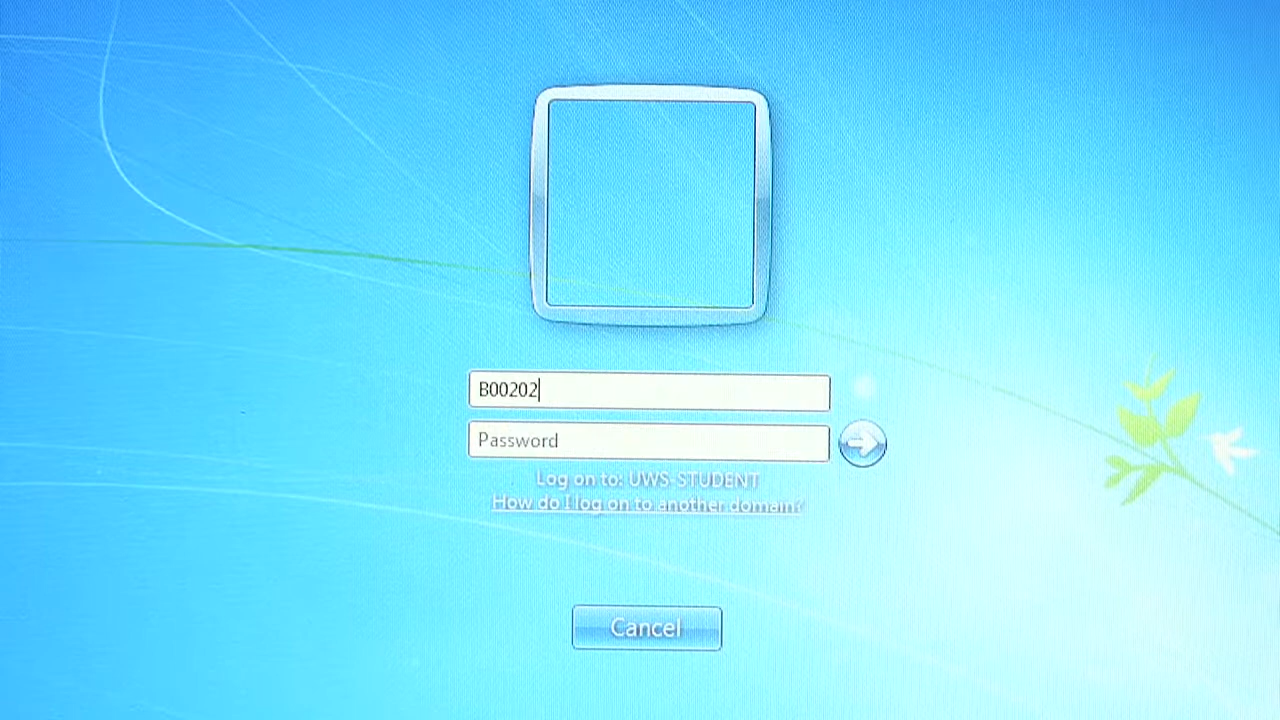 B00202
Password
Log on to: UWS-STUDENT
How do I log on to another domain?
Cancel